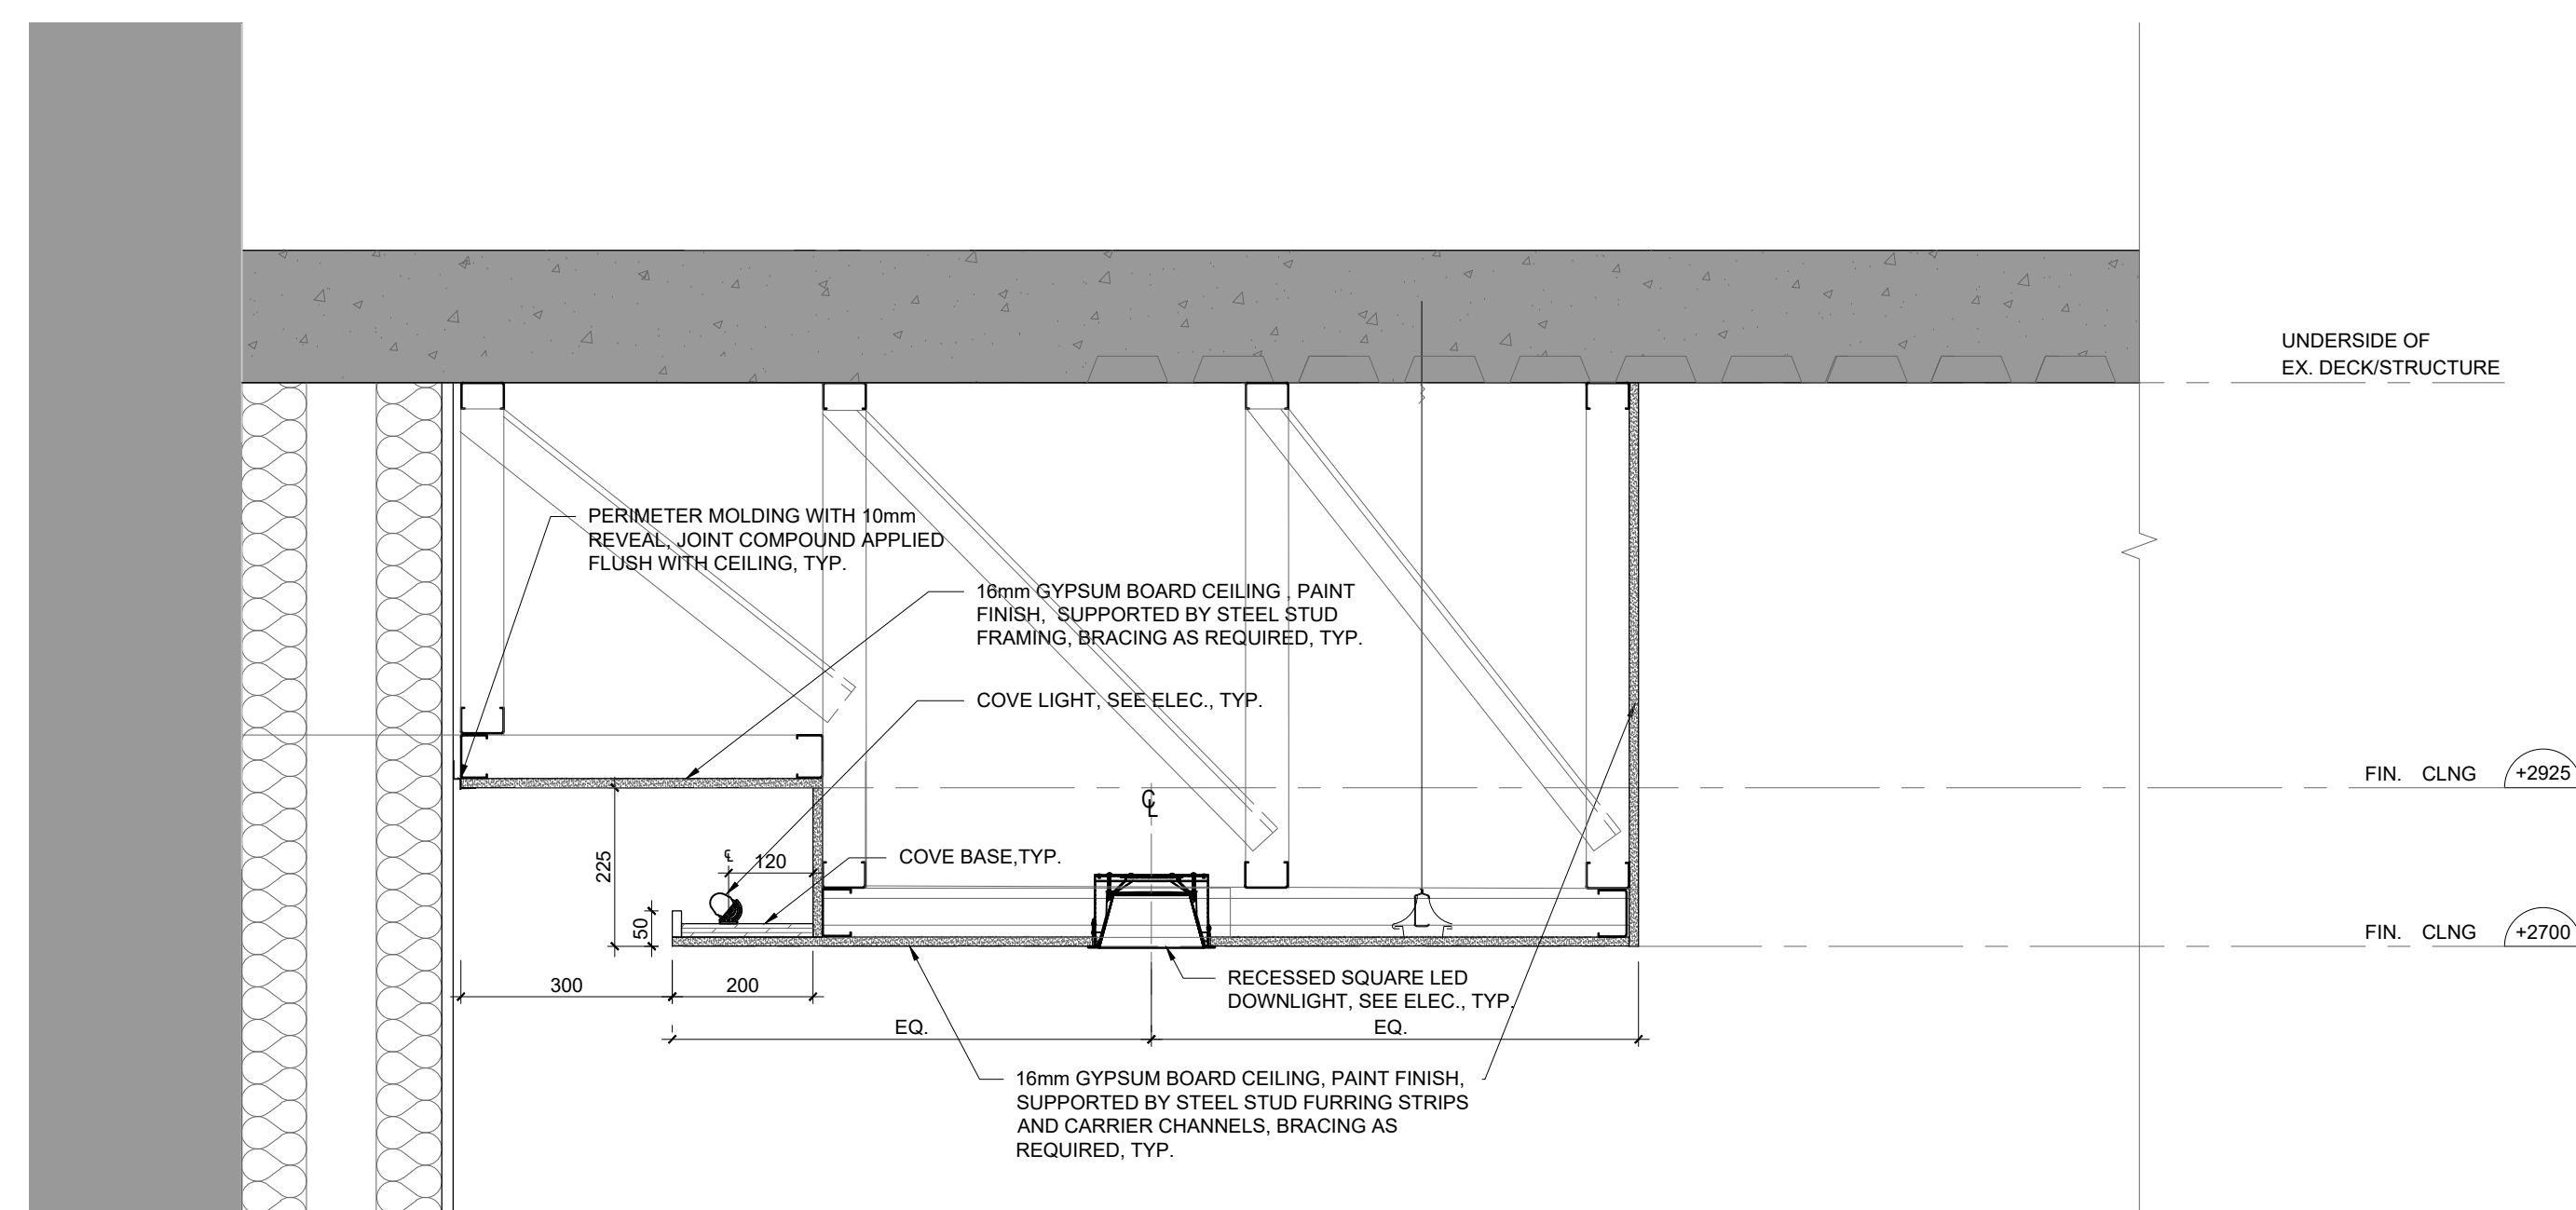 UNDERSIDE OF
EX. DECK/STRUCTURE
PERIMETER MOLDING WITH 10mm
REVEAL, JOINT COMPOUND APPLIED
FLUSH WITH CEILING, TYP.
16mm GYPSUM BOARD CEILING , PAINT
FINISH, SUPPORTED BY STEEL STUD
FRAMING, BRACING AS REQUIRED, TYP.
COVE LIGHT, SEE ELEC., TYP.
FIN. CLNG +2925
℄
225
℄ 120
COVE BASE,TYP.
50
FIN. CLNG +2700
300
200
RECESSED SQUARE LED
DOWNLIGHT, SEE ELEC., TYP.
EQ.
EQ.
16mm GYPSUM BOARD CEILING, PAINT FINISH,
SUPPORTED BY STEEL STUD FURRING STRIPS
AND CARRIER CHANNELS, BRACING AS
REQUIRED, TYP.